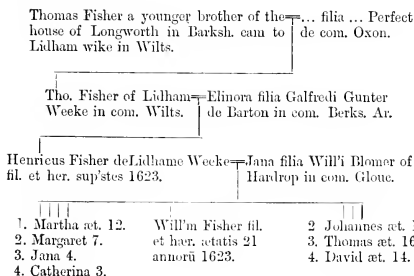 Thomas Fisher a younger brother of the ... filia ... Perfect
house of Longworth in Barksh. cam to de com. Oxon.
Lidham wike in Wilts.
Tho. Fisher of Lidham Elinora filia Galfredi Gunter
Weeke in com. Wilts. de Barton in com. Berks. Ar.
Henricus Fisher de Lidhame Weeke Jana filia Will'i Blomer of
fil. et her. sup'stes 1623. Hardrop in com. Glouc.
1. Martha æt. 12. Will'm Fisher fil. 2 Johannes æt.
2. Margaret 7. et hær. ætatis 21 3. Thomas æt. 16
3. Jana 4. annorū 1623. 4. David æt. 14.
4. Catherina 3.